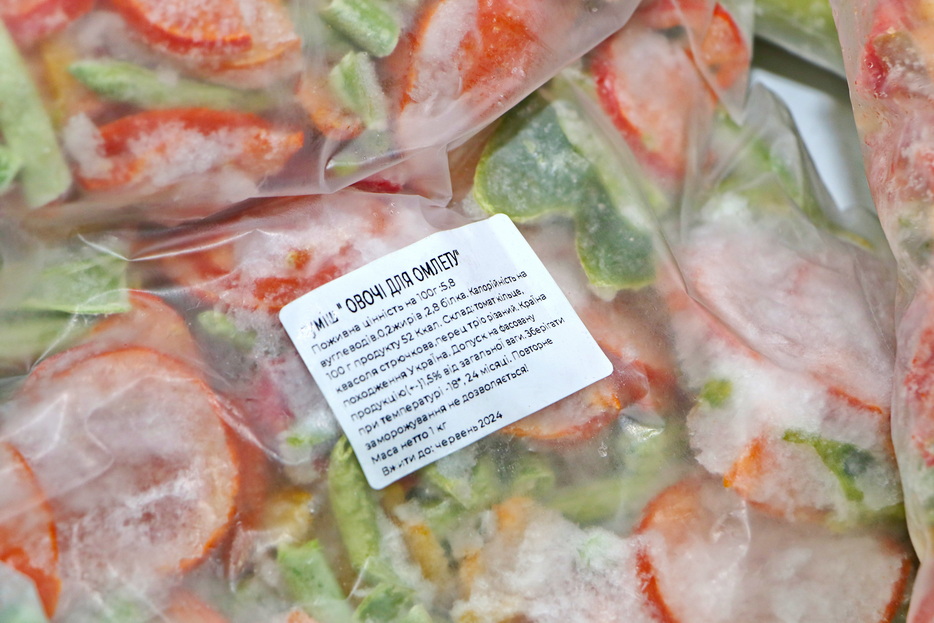 Суміш " ОВОЧІ ДЛЯ ОМЛЕТУ"
Поживна цінність на 100г:5,8
вуглеводів.0,2жирів .2,8 білка. Калорійність на
100 г продукту 52 Ккал. Склад: томат кільце,
квасоля стручкова, перец тріо різаний. Країна
походження Україна. Допуск на фасовану
продукцію(+-)1,5% від загальної ваги. Зберігати
при температурі -18° , 24 місяці. Повторне
заморожування не дозволяється!
Маса нетто 1 кг
Вжити до: червень 2024